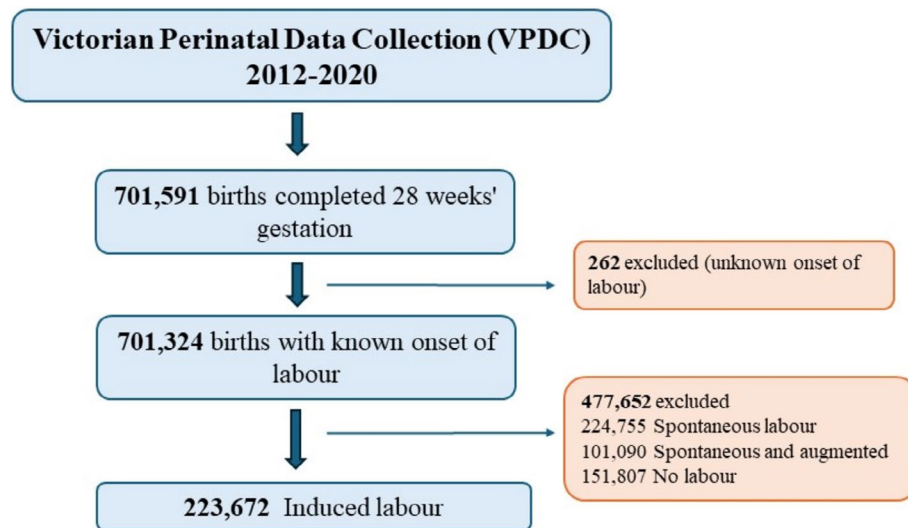 Victorian Perinatal Data Collection (VPDC)
2012-2020
701,591 births completed 28 weeks'
gestation
262 excluded (unknown onset of
labour)
701,324 births with known onset of
labour
477,652 excluded
224,755 Spontaneous labour
101,090 Spontaneous and augmented
151,807 No labour
223,672 Induced labour